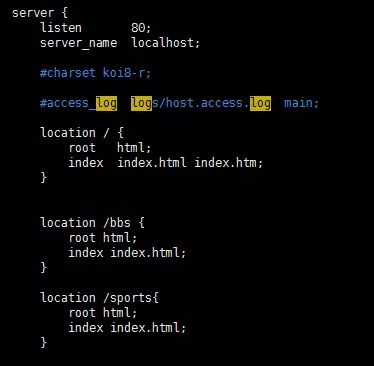 server {
    listen       80;
    server_name  localhost;
    #charset koi8-r;
    #access_log  logs/host.access.log  main;
    location / {
        root   html;
        index  index.html index.htm;
    }
    location /bbs {
        root html;
        index index.html;
    }
    location /sports{
        root html;
        index index.html;
    }